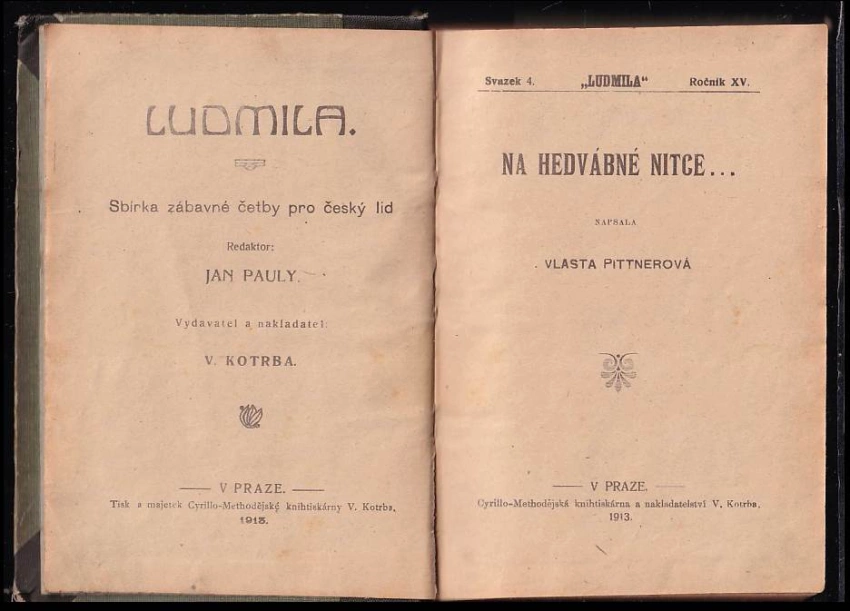 LUDMILA.
Sbírka zábavné četby pro český lid
Redaktor:
JAN PAULY.
Vydavatel a nakladatel:
V. KOTRBA.
V PRAZE.
Tisk a majetek Cyrillo-Methodějský knihtiskárny V. Kotrba,
1913.
Svazek 4. „LUDMILA“ Ročník XV.
NA HEDVÁBNÉ NITCE...
NAPSALA
VLASTA PITTNEROVÁ
V PRAZE.
Cyrillo-Methodějská knihtiskárna a nakladatelství V. Kotrba,
1913.